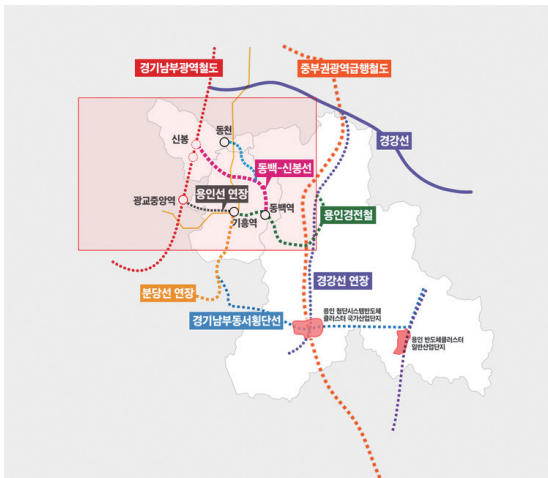 경기남부광역철도
중부권광역급행철도
신봉
동천
경강선
동백-신봉선
용인선 연장
광교중앙역
동백역
기흥역
용인경전철
경강선 연장
분당선 연장
경기남부동서횡단선
용인 첨단시스템반도체
클러스터 국가산업단지
용인 반도체클러스터
일반산업단지